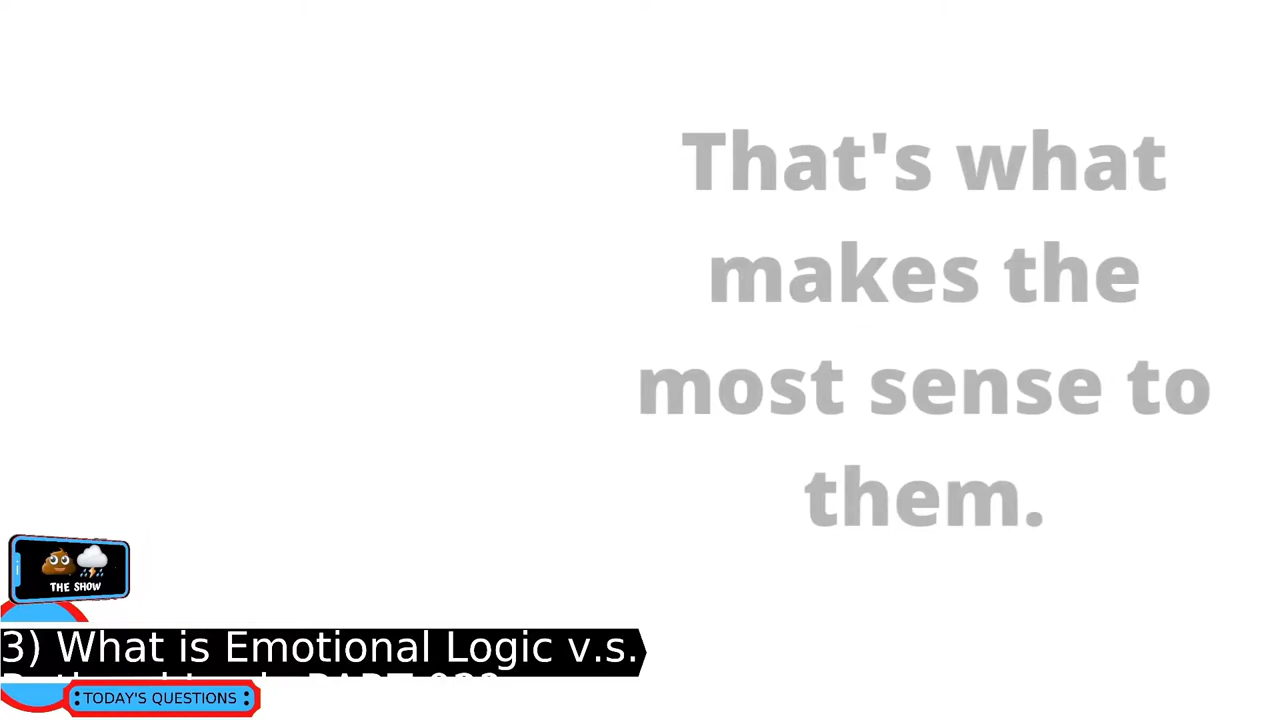 That's what
makes the
most sense to
them.
THE SHOW
3) What is Emotional Logic v.s.
TODAY'S QUESTIONS